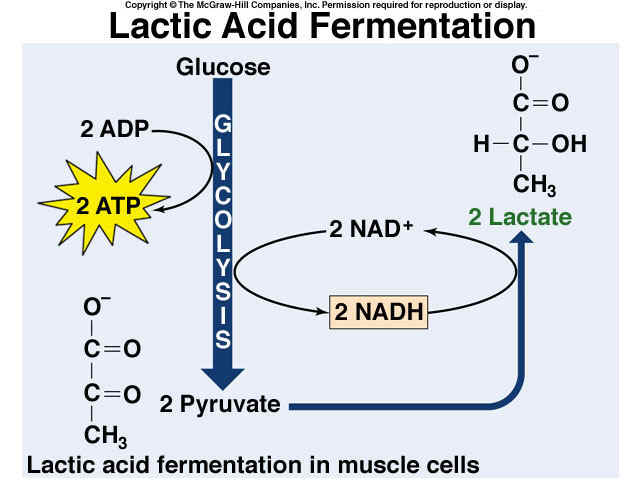 Copyright © The McGraw-Hill Companies, Inc. Permission required for reproduction or display.
Lactic Acid Fermentation
Glucose
GLYCOLYSIS
2 ADP
2 ATP
2 NAD+
2 NADH
O−
C=O
H−C−OH
CH3
2 Lactate
O−
C=O
C=O
CH3
2 Pyruvate
Lactic acid fermentation in muscle cells